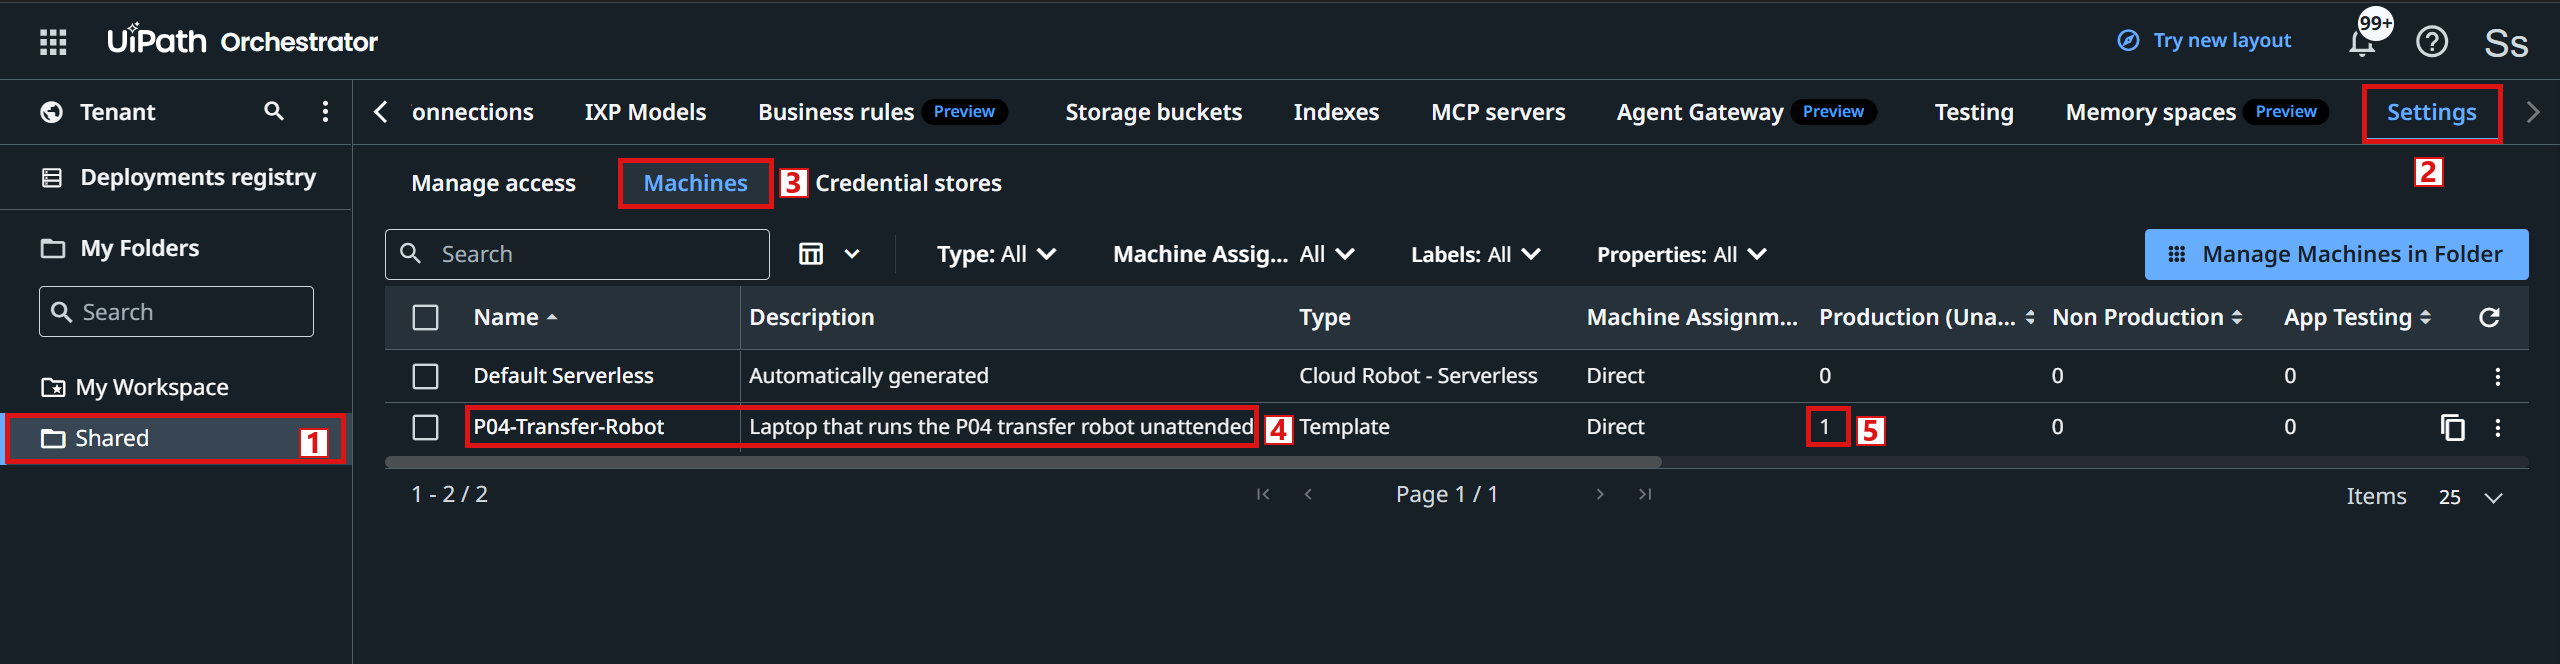 UiPath Orchestrator
Try new layout
99+
Ss
Tenant
onnections
IXP Models
Business rules Preview
Storage buckets
Indexes
MCP servers
Agent Gateway Preview
Testing
Memory spaces Preview
Settings
2
Deployments registry
Manage access
Machines
3
Credential stores
My Folders
Search
Search
Type: All
Machine Assig... All
Labels: All
Properties: All
Manage Machines in Folder
Name
Description
Type
Machine Assignm...
Production (Una...
Non Production
App Testing
My Workspace
Default Serverless
Automatically generated
Cloud Robot - Serverless
Direct
0
0
0
Shared
1
P04-Transfer-Robot
Laptop that runs the P04 transfer robot unattended
4
Template
Direct
1
5
0
0
1 - 2 / 2
Page 1 / 1
Items 25